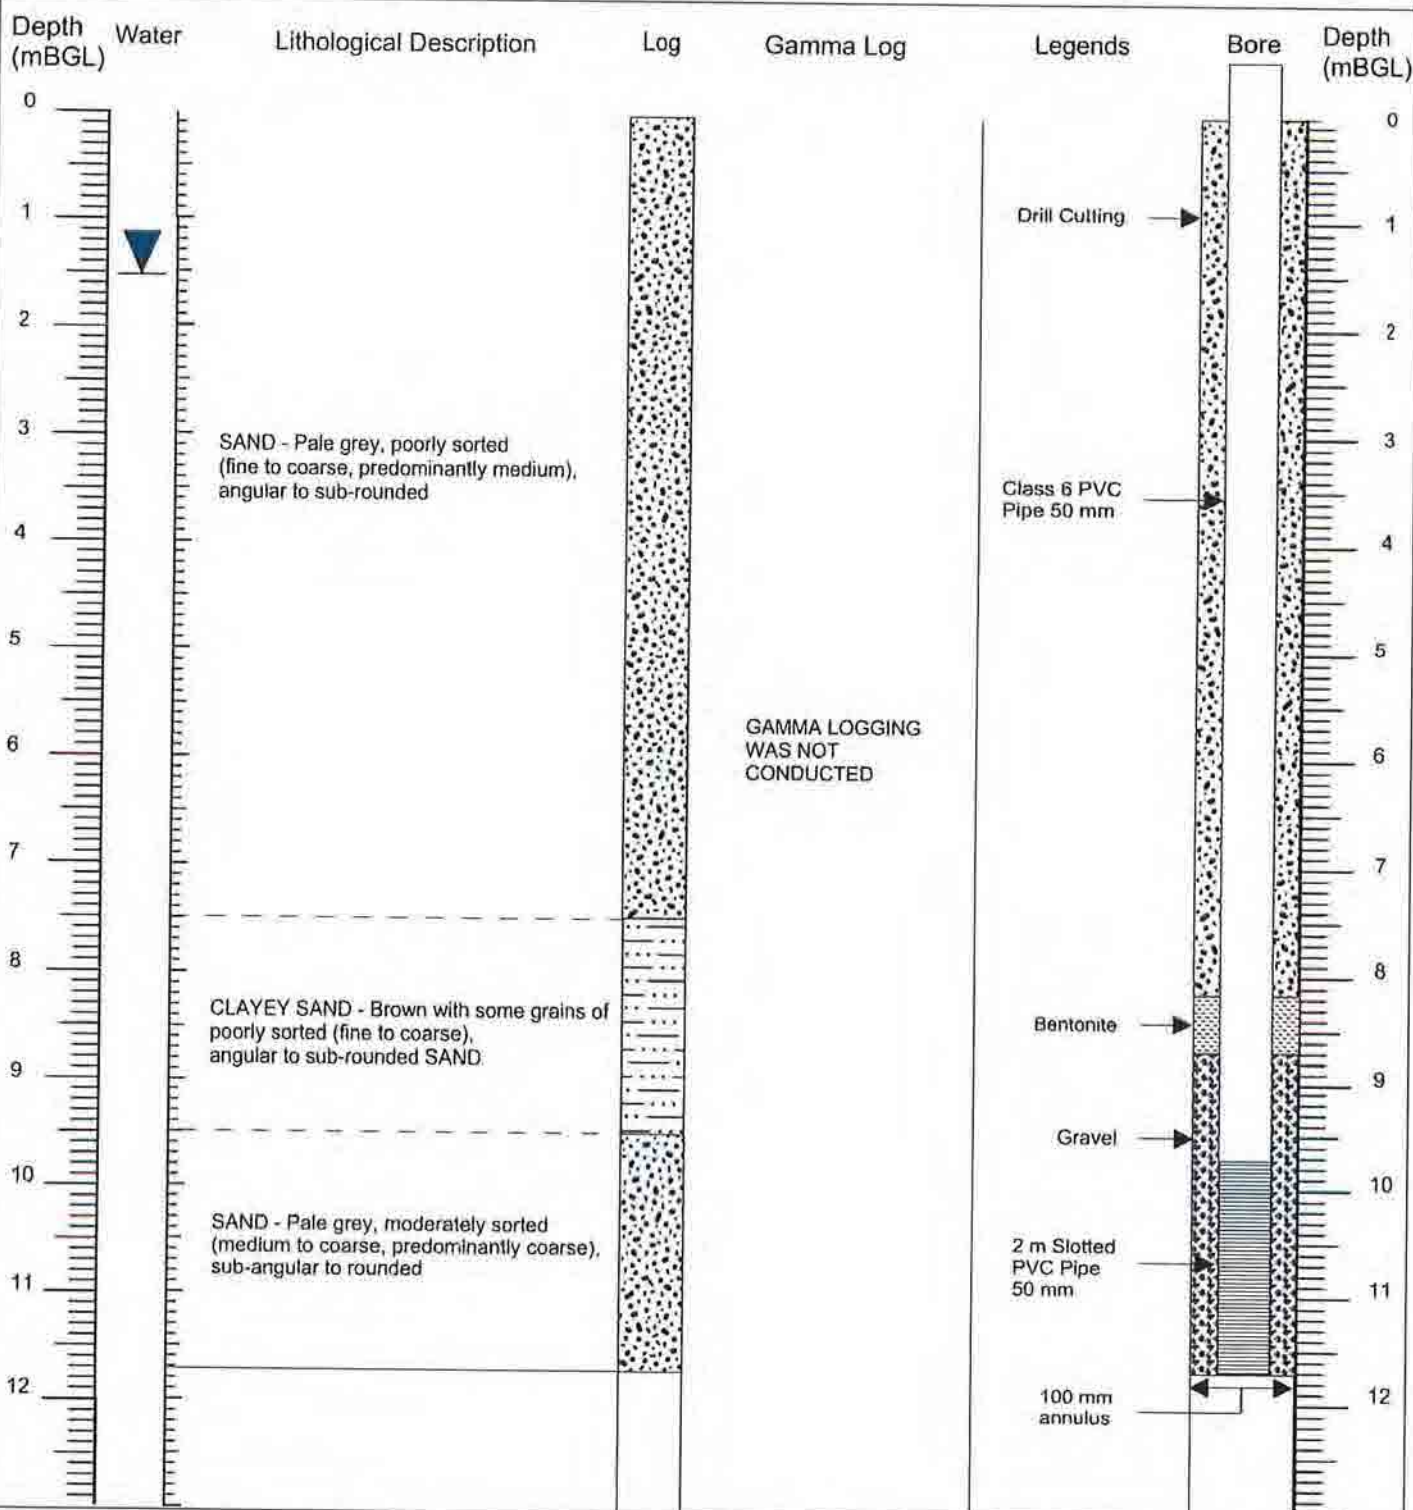 Depth
(mBGL)
Water
Lithological Description
Log
Gamma Log
Legends
Bore
Depth
(mBGL)
0
1
2
3
4
5
6
7
8
9
10
11
12
SAND - Pale grey, poorly sorted
(fine to coarse, predominantly medium),
angular to sub-rounded
CLAYEY SAND - Brown with some grains of
poorly sorted (fine to coarse),
angular to sub-rounded SAND.
SAND - Pale grey, moderately sorted
(medium to coarse, predominantly coarse),
sub-angular to rounded
GAMMA LOGGING
WAS NOT
CONDUCTED
Drill Cutting
Class 6 PVC
Pipe 50 mm
Bentonite
Gravel
2 m Slotted
PVC Pipe
50 mm
100 mm
annulus
0
1
2
3
4
5
6
7
8
9
10
11
12